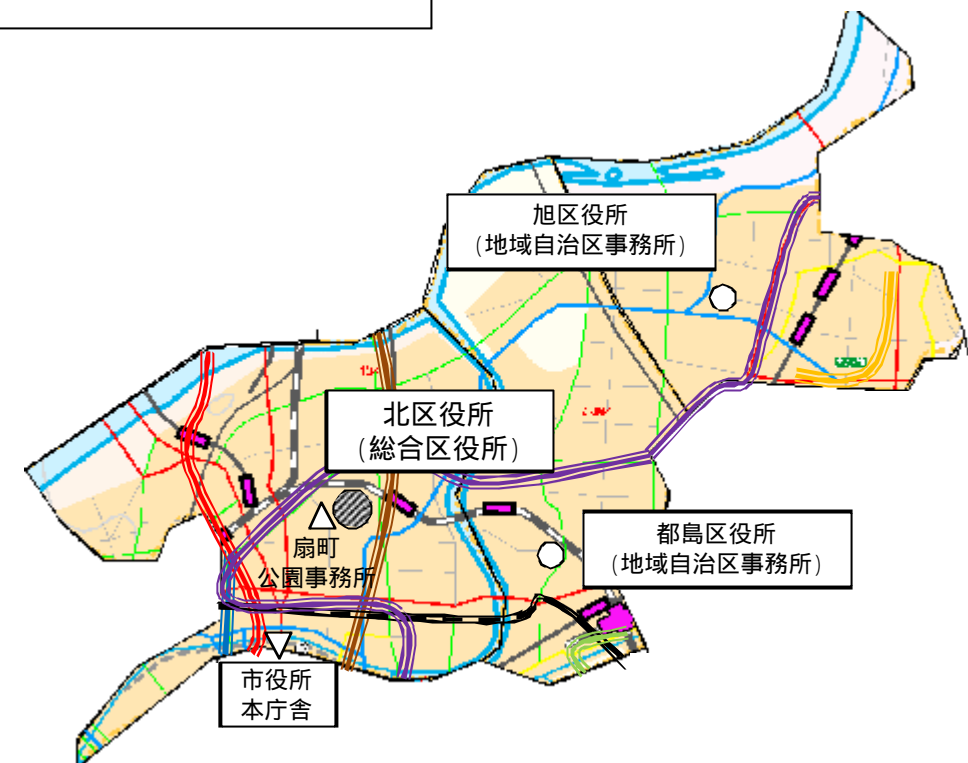 旭区役所
（地域自治区事務所）
北区役所
（総合区役所）
都島区役所
（地域自治区事務所）
扇町
公園事務所
市役所
本庁舎